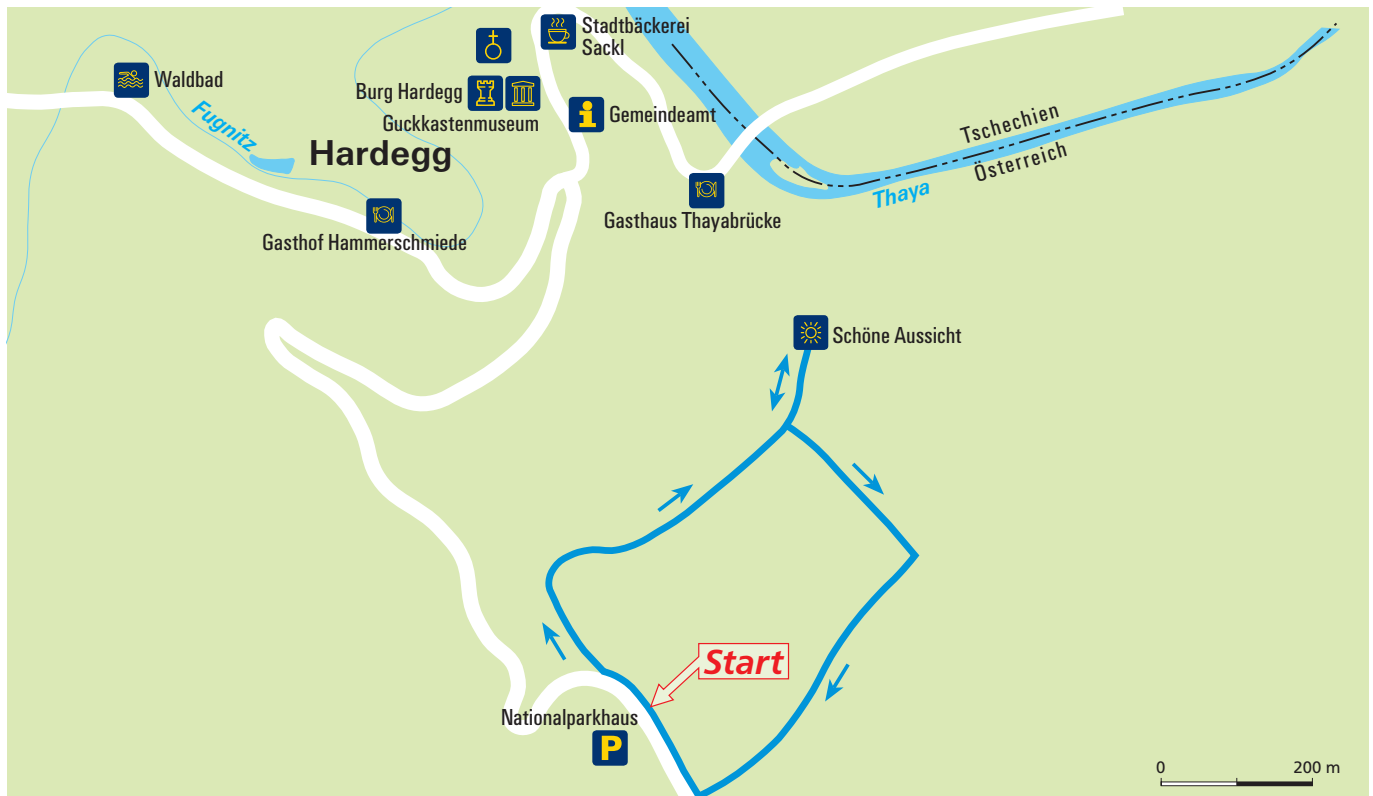 Stadtbäckerei
Sackl
Waldbad
Burg Hardegg
Guckkastenmuseum
Gemeindeamt
Fugnitz
Hardegg
Tschechien
Österreich
Thaya
Gasthaus Thayabrücke
Gasthof Hammerschmiede
Schöne Aussicht
Start
Nationalparkhaus
P
0 200 m